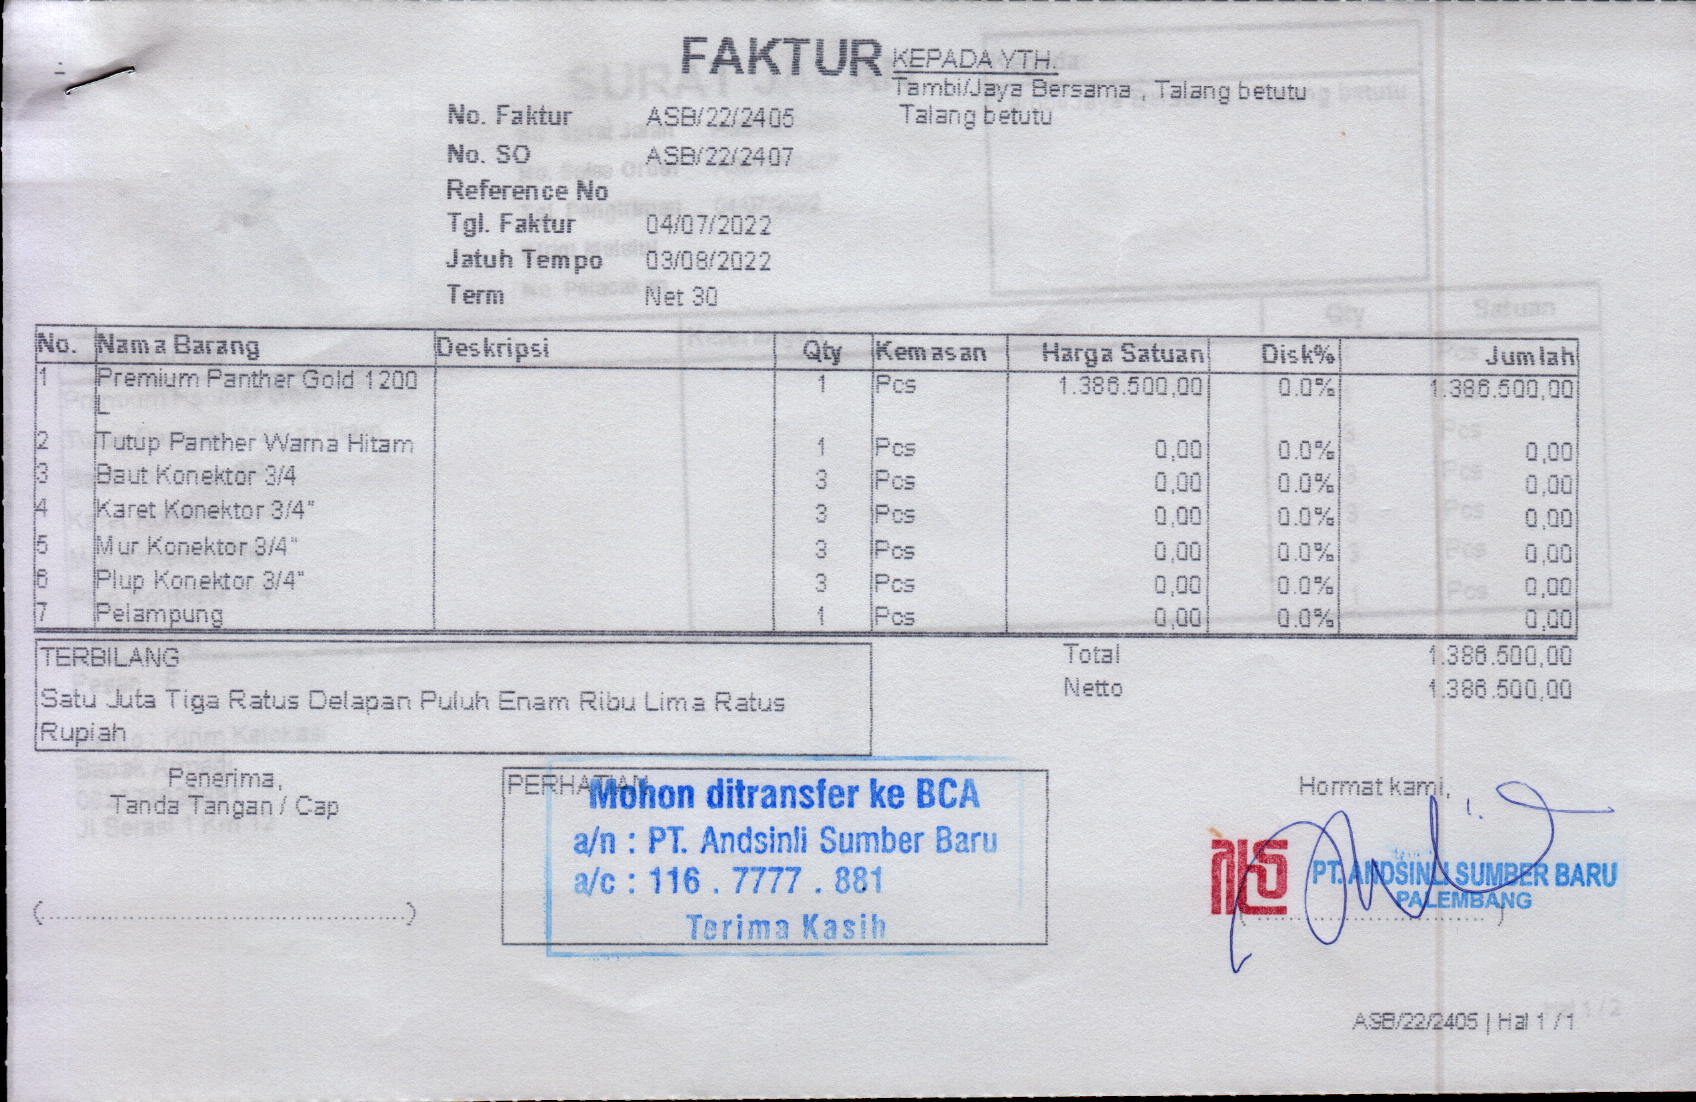 FAKTUR
KEPADA YTH.
Tambi/Jaya Bersama , Talang betutu
Talang betutu
No. Faktur ASB/22/2405
No. SO ASB/22/2407
Reference No
Tgl. Faktur 04/07/2022
Jatuh Tempo 03/08/2022
Term Net 30
No. Nama Barang Deskripsi Qty Kemasan Harga Satuan Disk% Jumlah
1 Premium Panther Gold 1200 1 Pcs 1.386.500,00 0.0% 1.386.500,00
L
2 Tutup Panther Warna Hitam 1 Pcs 0,00 0.0% 0,00
3 Baut Konektor 3/4 3 Pcs 0,00 0.0% 0,00
4 Karet Konektor 3/4" 3 Pcs 0,00 0.0% 0,00
5 Mur Konektor 3/4" 3 Pcs 0,00 0.0% 0,00
6 Plup Konektor 3/4" 3 Pcs 0,00 0.0% 0,00
7 Pelampung 1 Pcs 0,00 0.0% 0,00
TERBILANG
Satu Juta Tiga Ratus Delapan Puluh Enam Ribu Lima Ratus
Rupiah
Total 1.386.500,00
Netto 1.386.500,00
Penerima,
Tanda Tangan / Cap
(..........................................)
PERHATIAN
Mohon ditransfer ke BCA
a/n : PT. Andsinli Sumber Baru
a/c : 116 . 7777 . 881
Terima Kasih
Hormat kami,
PT. ANDSINLI SUMBER BARU
PALEMBANG
ASB/22/2405 | Hal 1 / 1